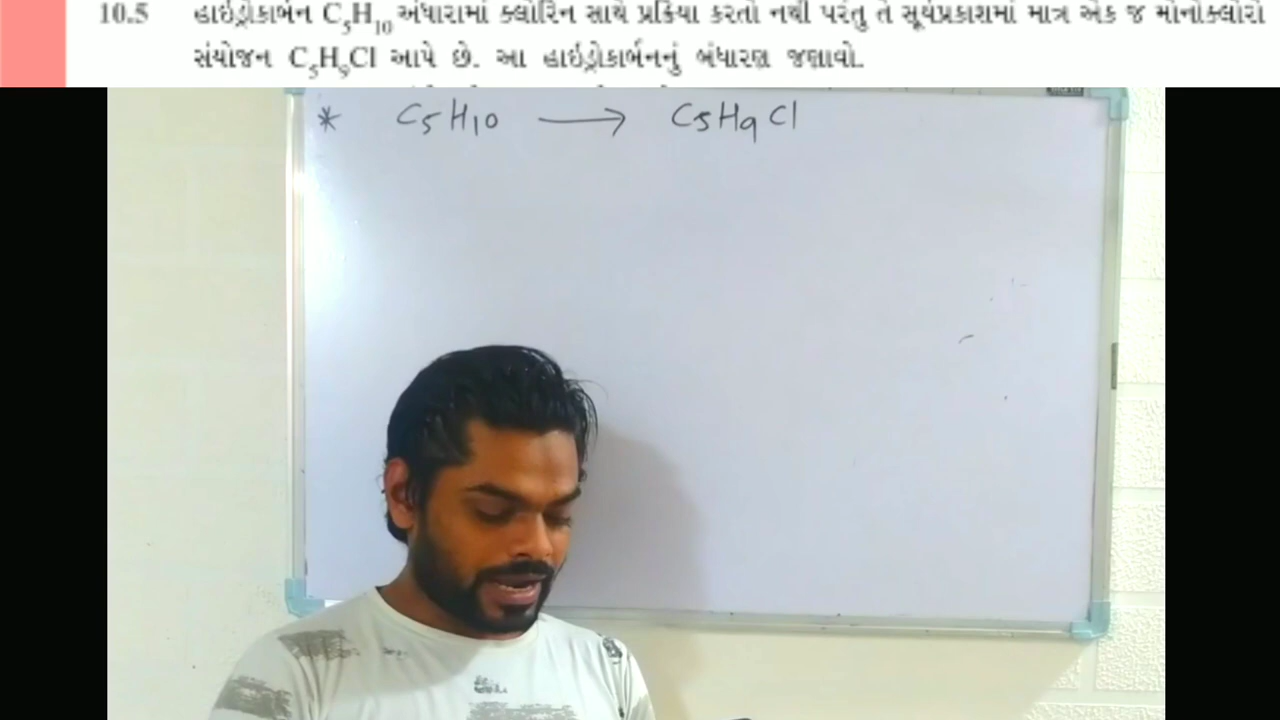 10.5 હાઇડ્રોકાર્બન C₅H₁₀ અંધારામાં ક્લોરિન સાથે પ્રક્રિયા કરતો નથી પરંતુ તે સૂર્યપ્રકાશમાં માત્ર એક જ મોનોક્લોરો
સંયોજન C₅H₉Cl આપે છે. આ હાઇડ્રોકાર્બનનું બંધારણ જણાવો.
* C₅H₁₀ ⟶ C₅H₉Cl